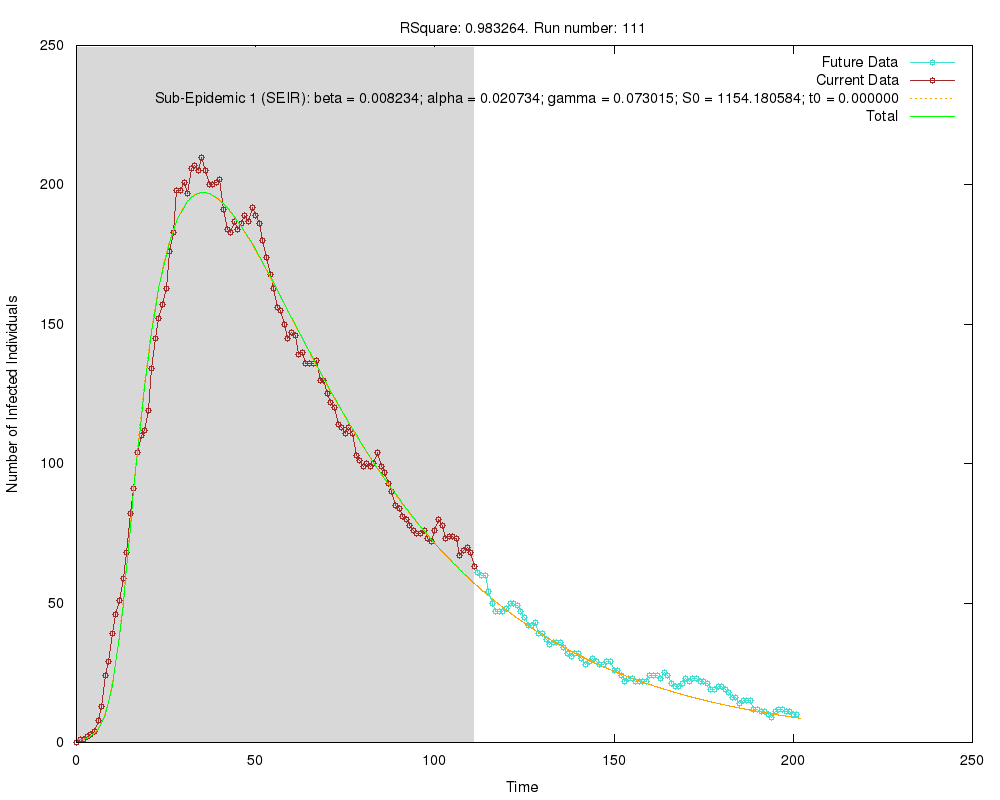 RSquare: 0.983264. Run number: 111
250
200
150
100
50
0
Number of Infected Individuals
Future Data
Current Data
Sub-Epidemic 1 (SEIR): beta = 0.008234; alpha = 0.020734; gamma = 0.073015; S0 = 1154.180584; t0 = 0.000000
Total
0 50 100 150 200 250
Time